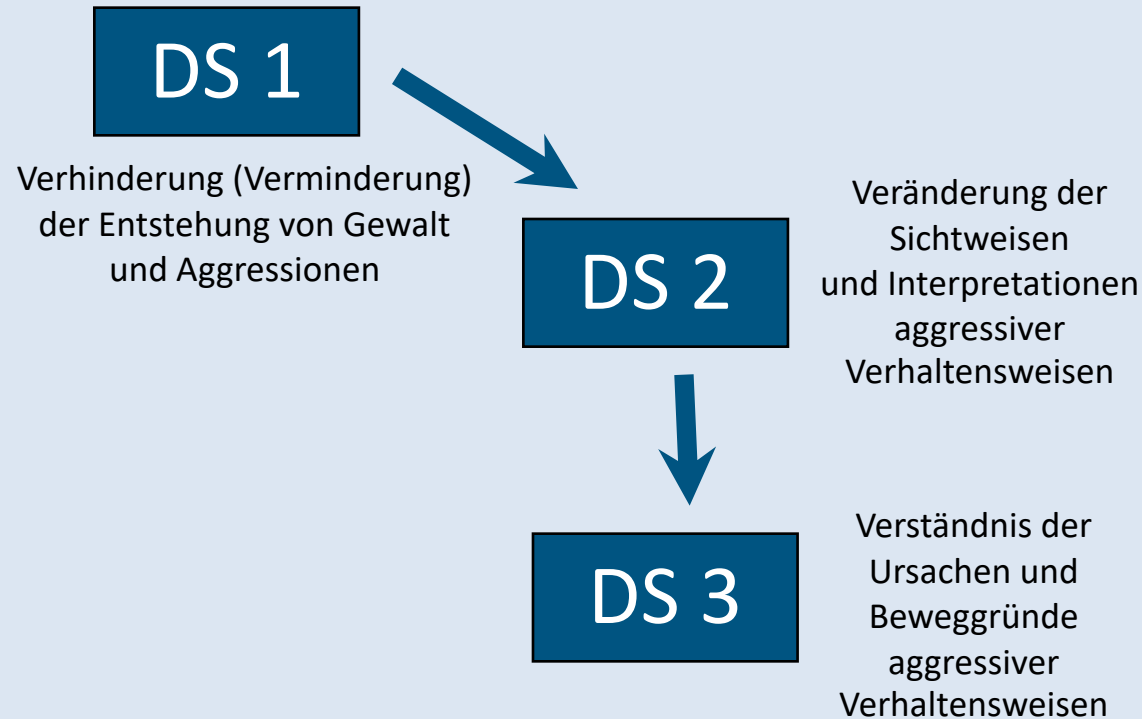 DS 1
Verhinderung (Verminderung)
der Entstehung von Gewalt
und Aggressionen
DS 2
Veränderung der
Sichtweisen
und Interpretationen
aggressiver
Verhaltensweisen
DS 3
Verständnis der
Ursachen und
Beweggründe
aggressiver
Verhaltensweisen